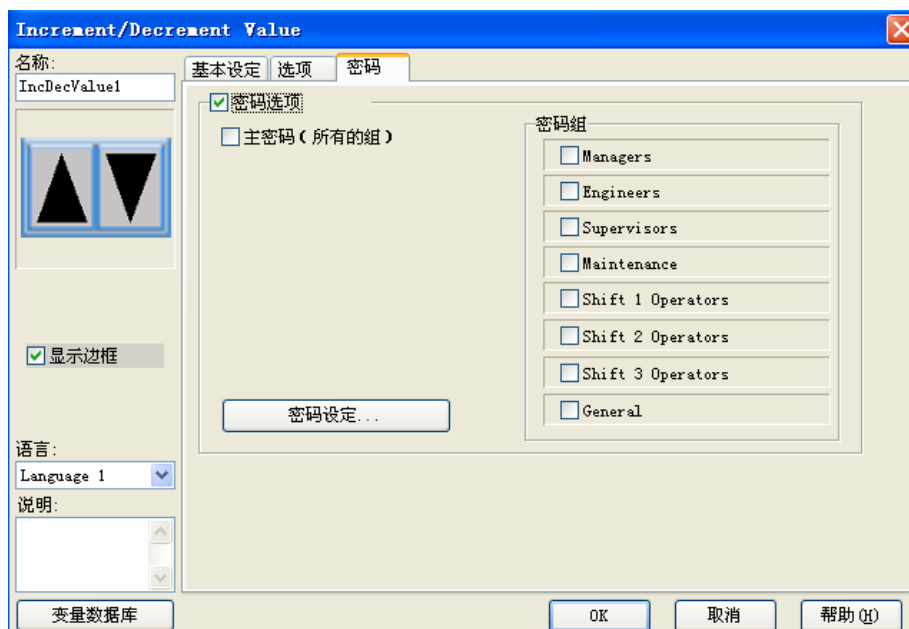 Increment/Decrement Value
名称:
IncDecValue1
显示边框
语言:
Language 1
说明:
变量数据库
基本设定 选项 密码
密码选项
主密码(所有的组)
密码设定...
密码组
Managers
Engineers
Supervisors
Maintenance
Shift 1 Operators
Shift 2 Operators
Shift 3 Operators
General
OK 取消 帮助(H)